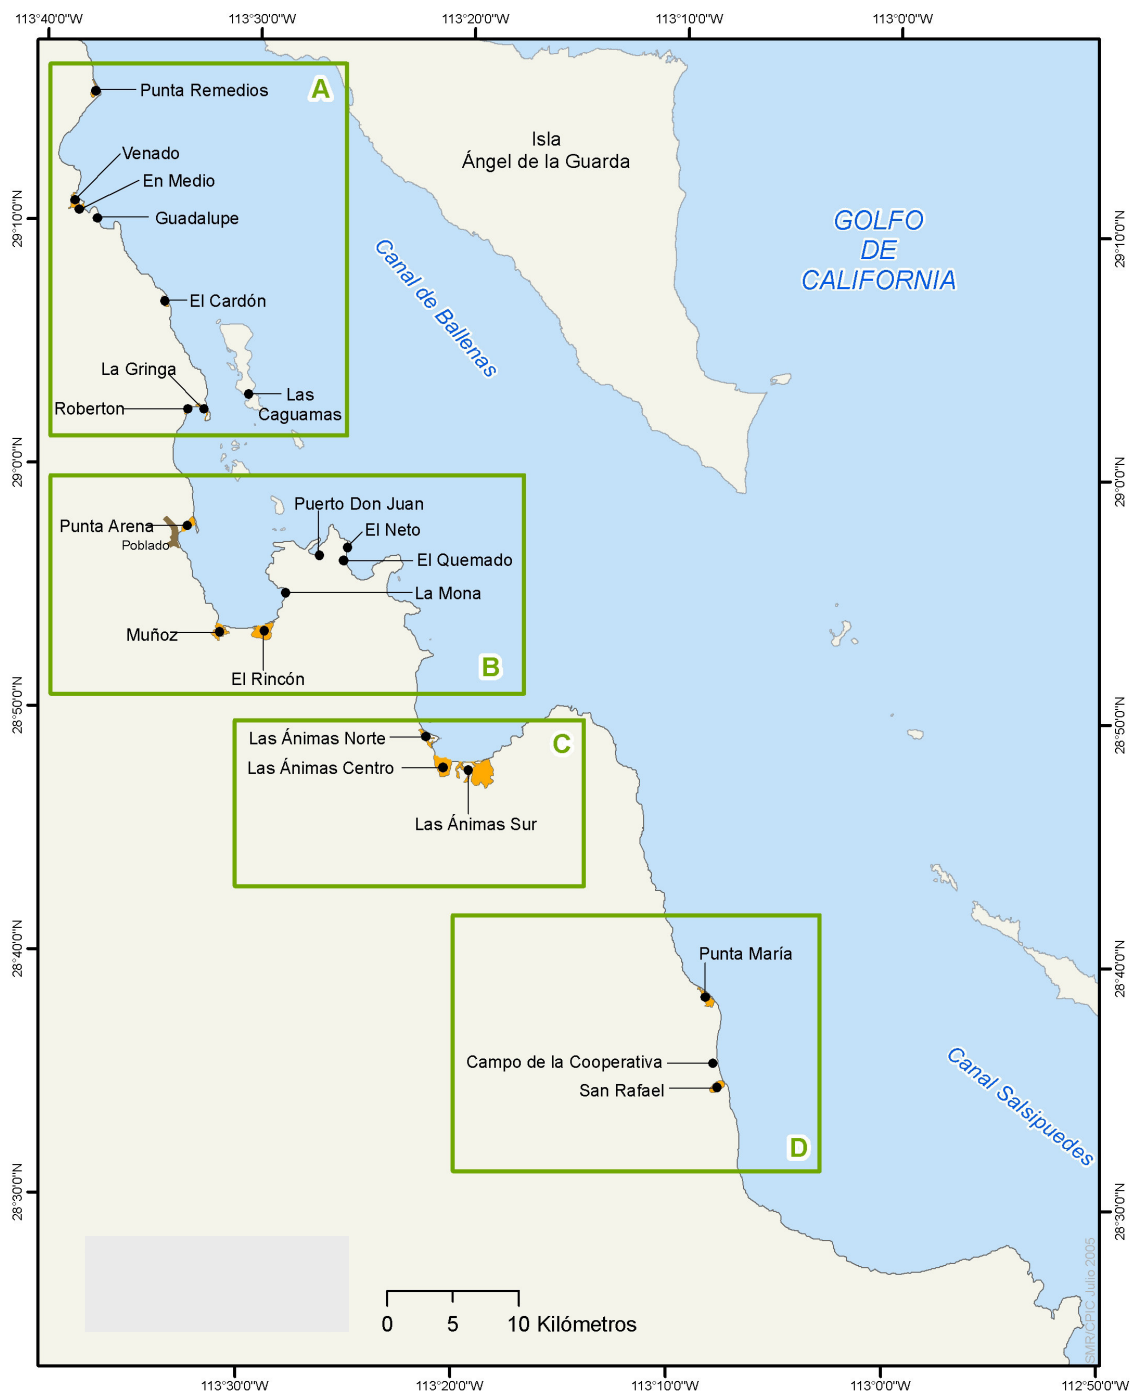 113°40'0"W
113°30'0"W
113°20'0"W
113°10'0"W
113°0'0"W
A
Punta Remedios
Isla
Ángel de la Guarda
Venado
En Medio
Guadalupe
29°10'0"N
29°10'0"N
GOLFO
DE
CALIFORNIA
Canal de Ballenas
El Cardón
La Gringa
Las
Caguamas
Roberton
29°0'0"N
29°0'0"N
Puerto Don Juan
Punta Arena
El Neto
Poblado
El Quemado
La Mona
Muñoz
El Rincón
B
28°50'0"N
28°50'0"N
Las Ánimas Norte
C
Las Ánimas Centro
Las Ánimas Sur
28°40'0"N
28°40'0"N
Punta María
Campo de la Cooperativa
San Rafael
Canal Salsipuedes
D
28°30'0"N
28°30'0"N
SMR/CPIC Julio 2005
0 5 10 Kilómetros
113°30'0"W
113°20'0"W
113°10'0"W
113°0'0"W
112°50'0"W